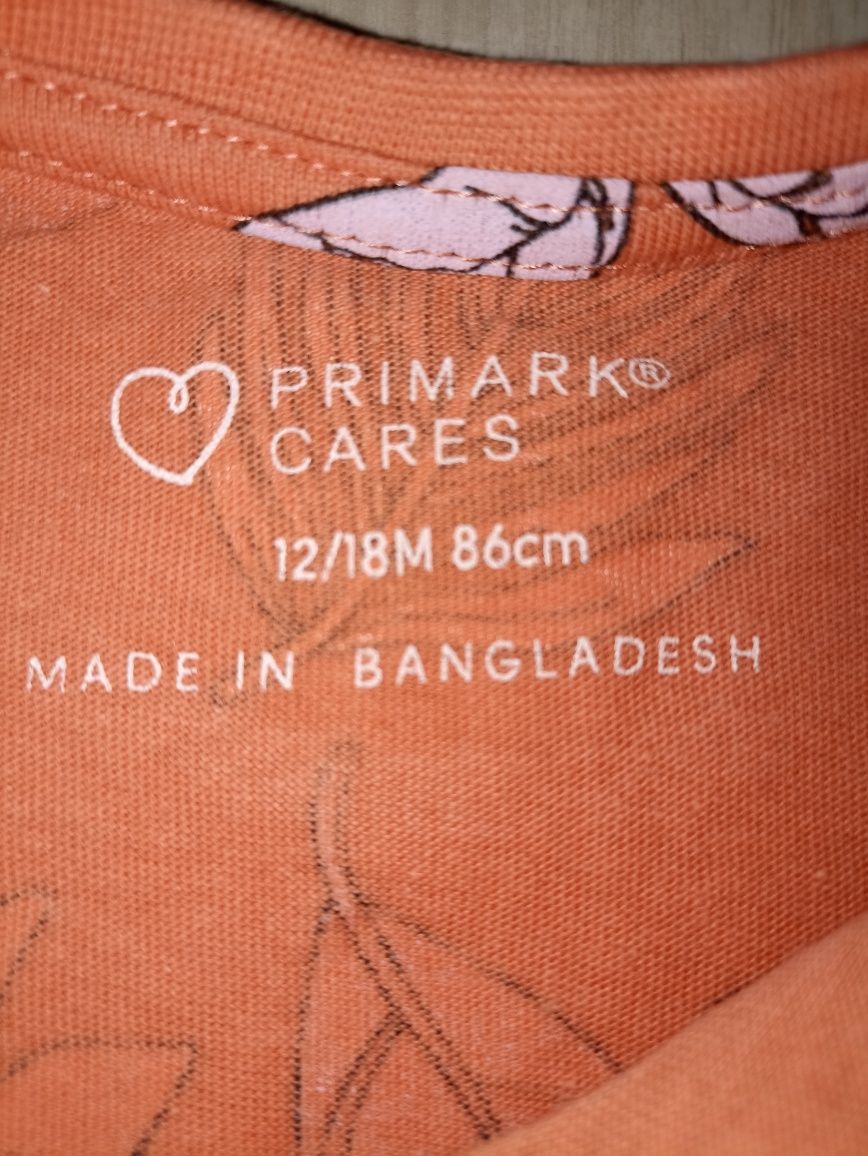 PRIMARK®
CARES
12/18M 86cm
MADE IN BANGLADESH